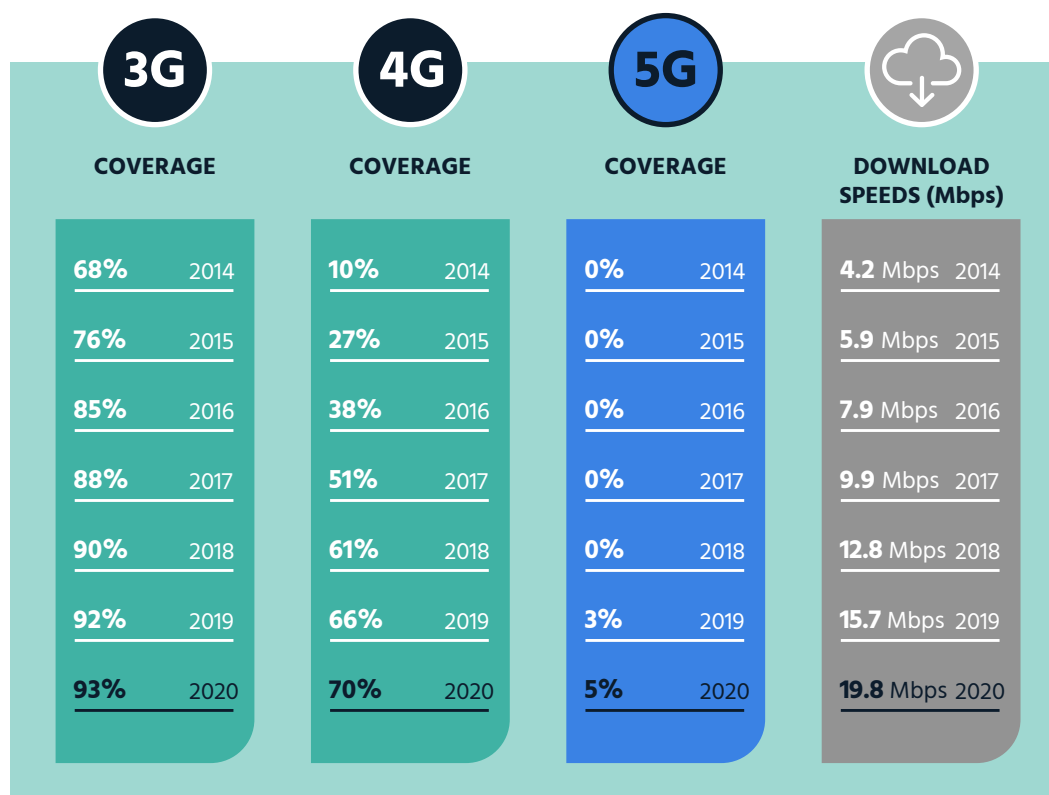 3G
COVERAGE
68% 2014
76% 2015
85% 2016
88% 2017
90% 2018
92% 2019
93% 2020
4G
COVERAGE
10% 2014
27% 2015
38% 2016
51% 2017
61% 2018
66% 2019
70% 2020
5G
COVERAGE
0% 2014
0% 2015
0% 2016
0% 2017
0% 2018
3% 2019
5% 2020
DOWNLOAD
SPEEDS (Mbps)
4.2 Mbps 2014
5.9 Mbps 2015
7.9 Mbps 2016
9.9 Mbps 2017
12.8 Mbps 2018
15.7 Mbps 2019
19.8 Mbps 2020